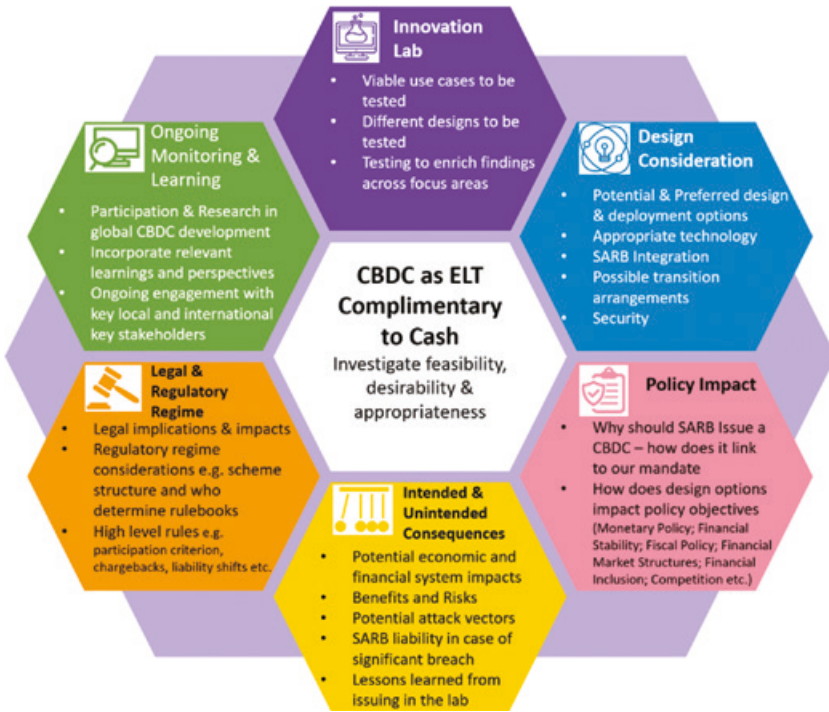 Innovation
Lab
• Viable use cases to be
tested
• Different designs to be
tested
• Testing to enrich findings
across focus areas
Ongoing
Monitoring &
Learning
• Participation & Research in
global CBDC development
• Incorporate relevant
learnings and perspectives
• Ongoing engagement with
key local and international
key stakeholders
Design
Consideration
• Potential & Preferred design
& deployment options
• Appropriate technology
• SARB Integration
• Possible transition
arrangements
• Security
CBDC as ELT
Complimentary
to Cash
Investigate feasibility,
desirability &
appropriateness
Legal &
Regulatory
Regime
• Legal implications & impacts
• Regulatory regime
considerations e.g. scheme
structure and who
determine rulebooks
• High level rules e.g.
participation criterion,
chargebacks, liability shifts etc.
Policy Impact
• Why should SARB Issue a
CBDC – how does it link
to our mandate
• How does design options
impact policy objectives
(Monetary Policy; Financial
Stability; Fiscal Policy; Financial
Market Structures; Financial
Inclusion; Competition etc.)
Intended &
Unintended
Consequences
• Potential economic and
financial system impacts
• Benefits and Risks
• Potential attack vectors
• SARB liability in case of
significant breach
• Lessons learned from
issuing in the lab